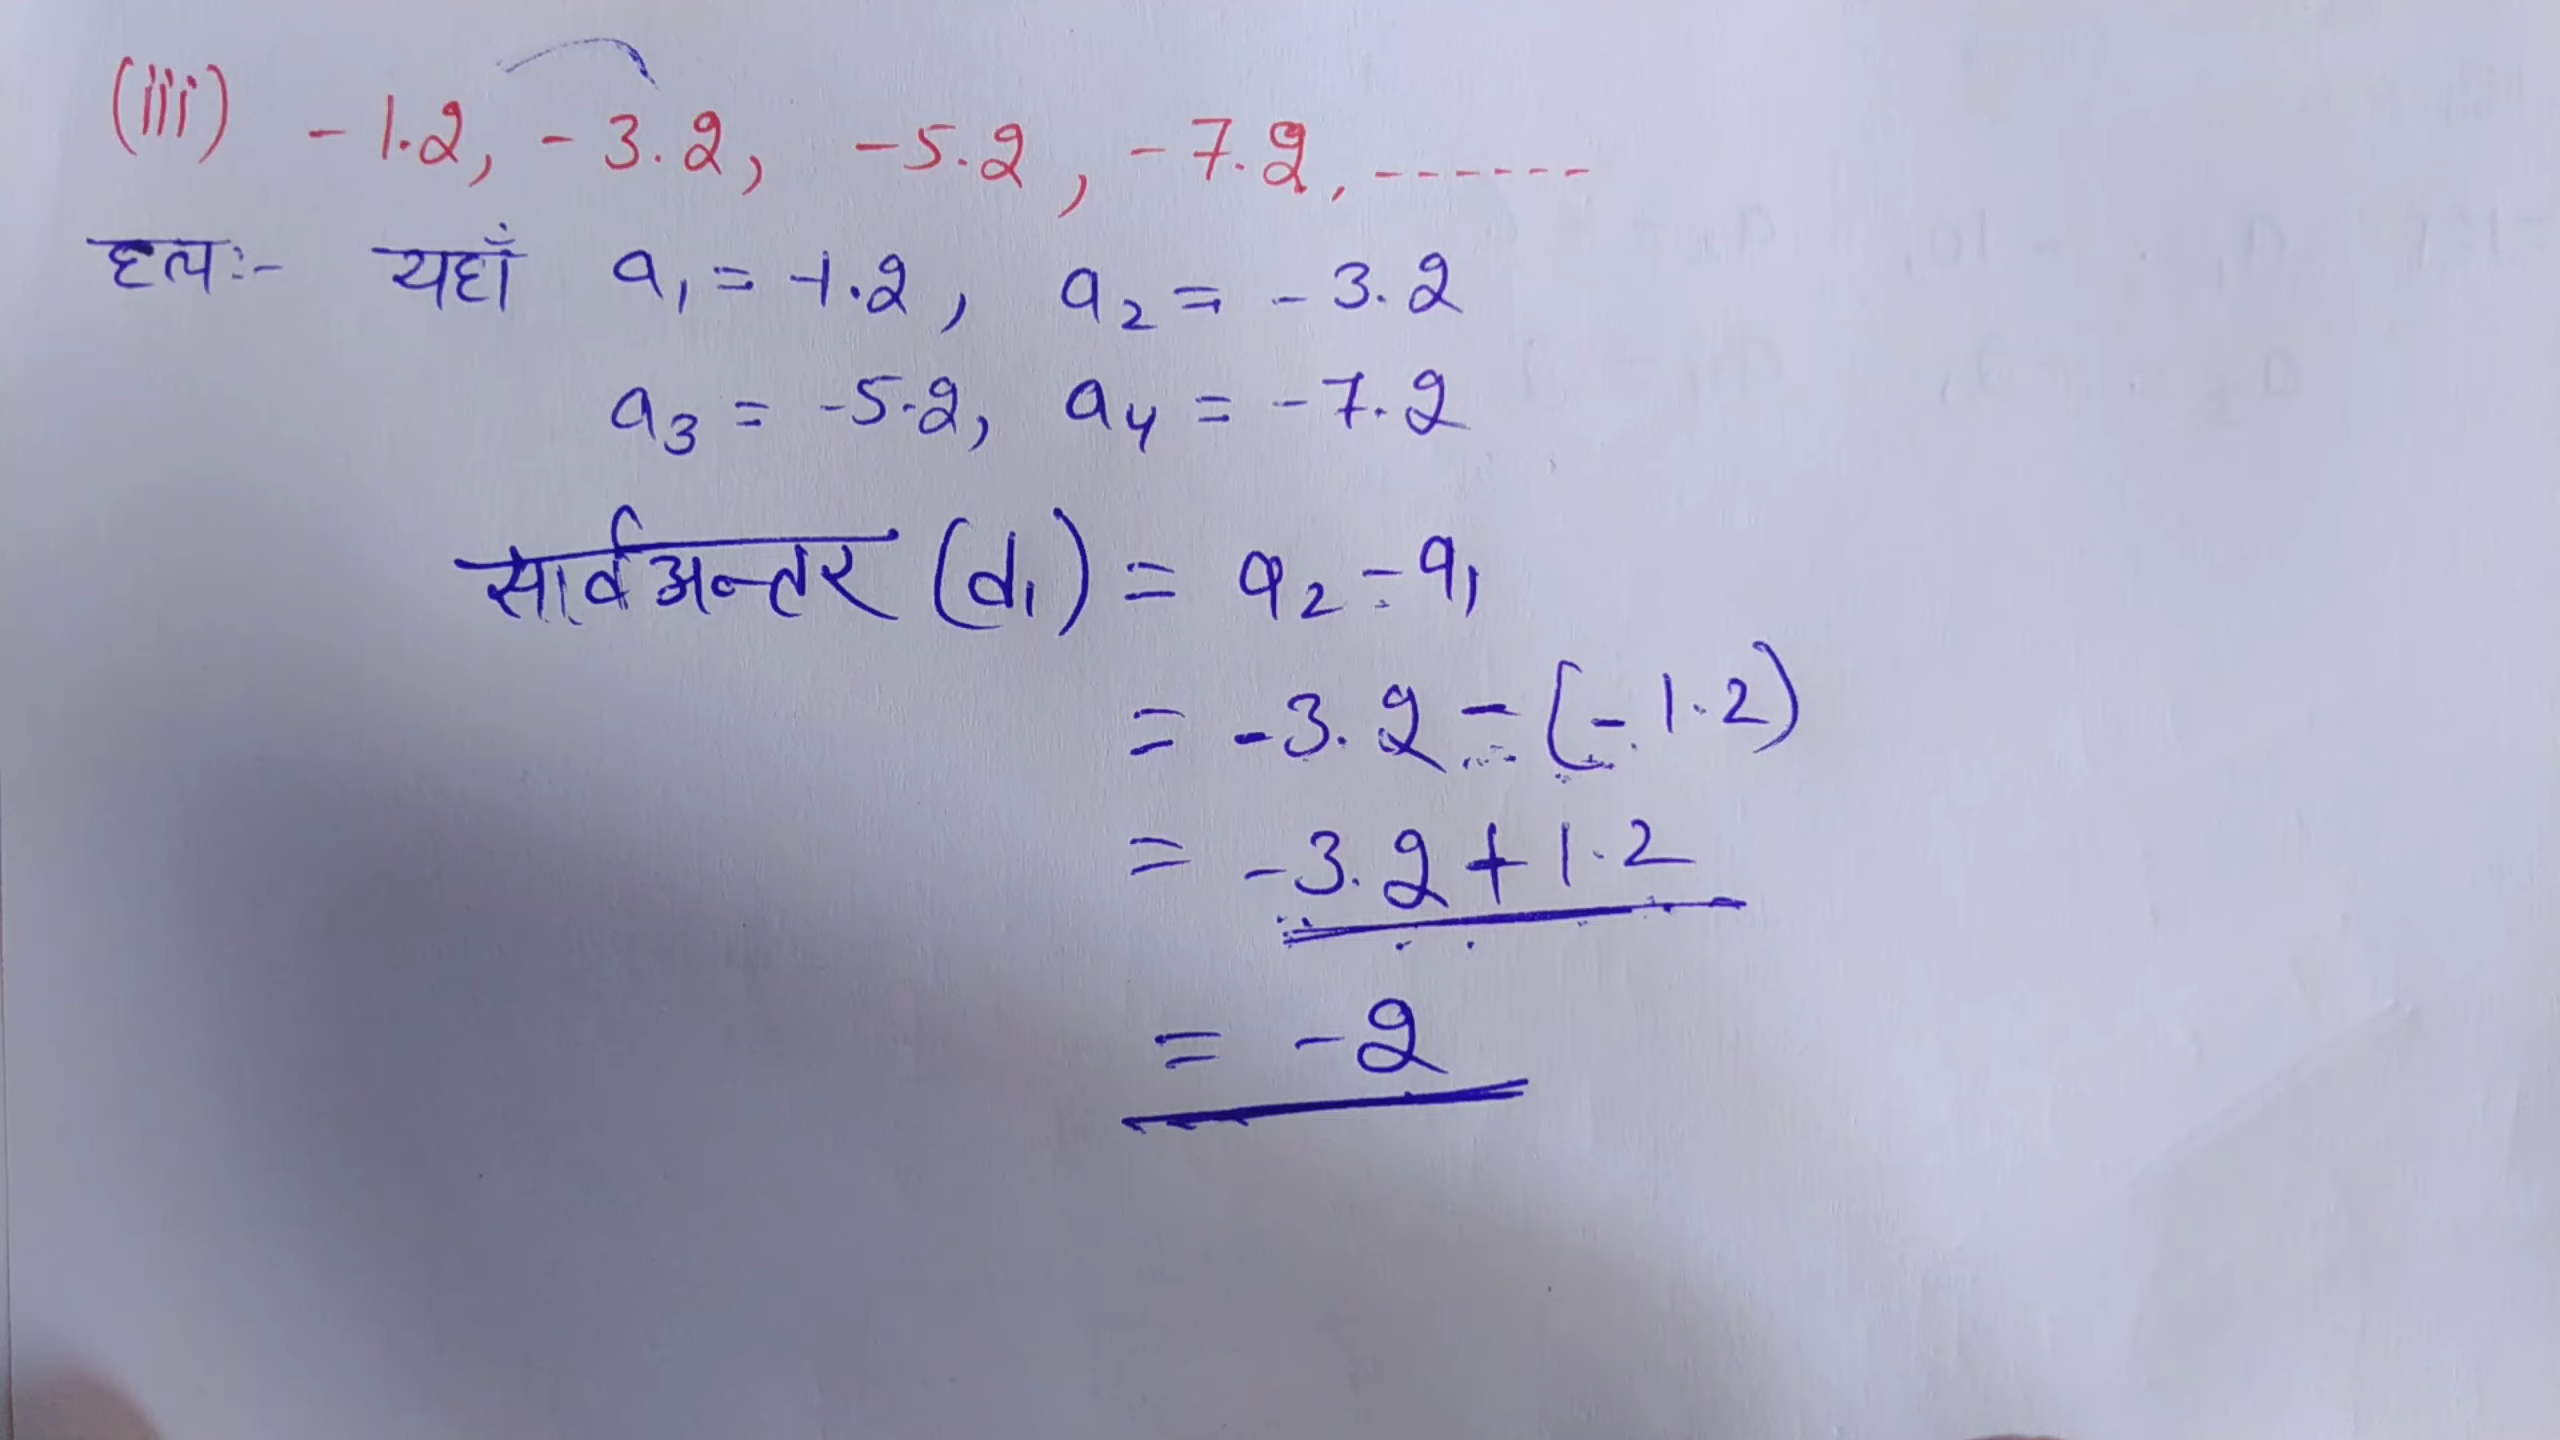 (iii) -1.2, -3.2, -5.2, -7.2, ------
हल:- यहाँ a₁ = -1.2, a₂ = -3.2
a₃ = -5.2, a₄ = -7.2
सार्वअन्तर (d₁) = a₂ - a₁
= -3.2 - (-1.2)
= -3.2 + 1.2
= -2